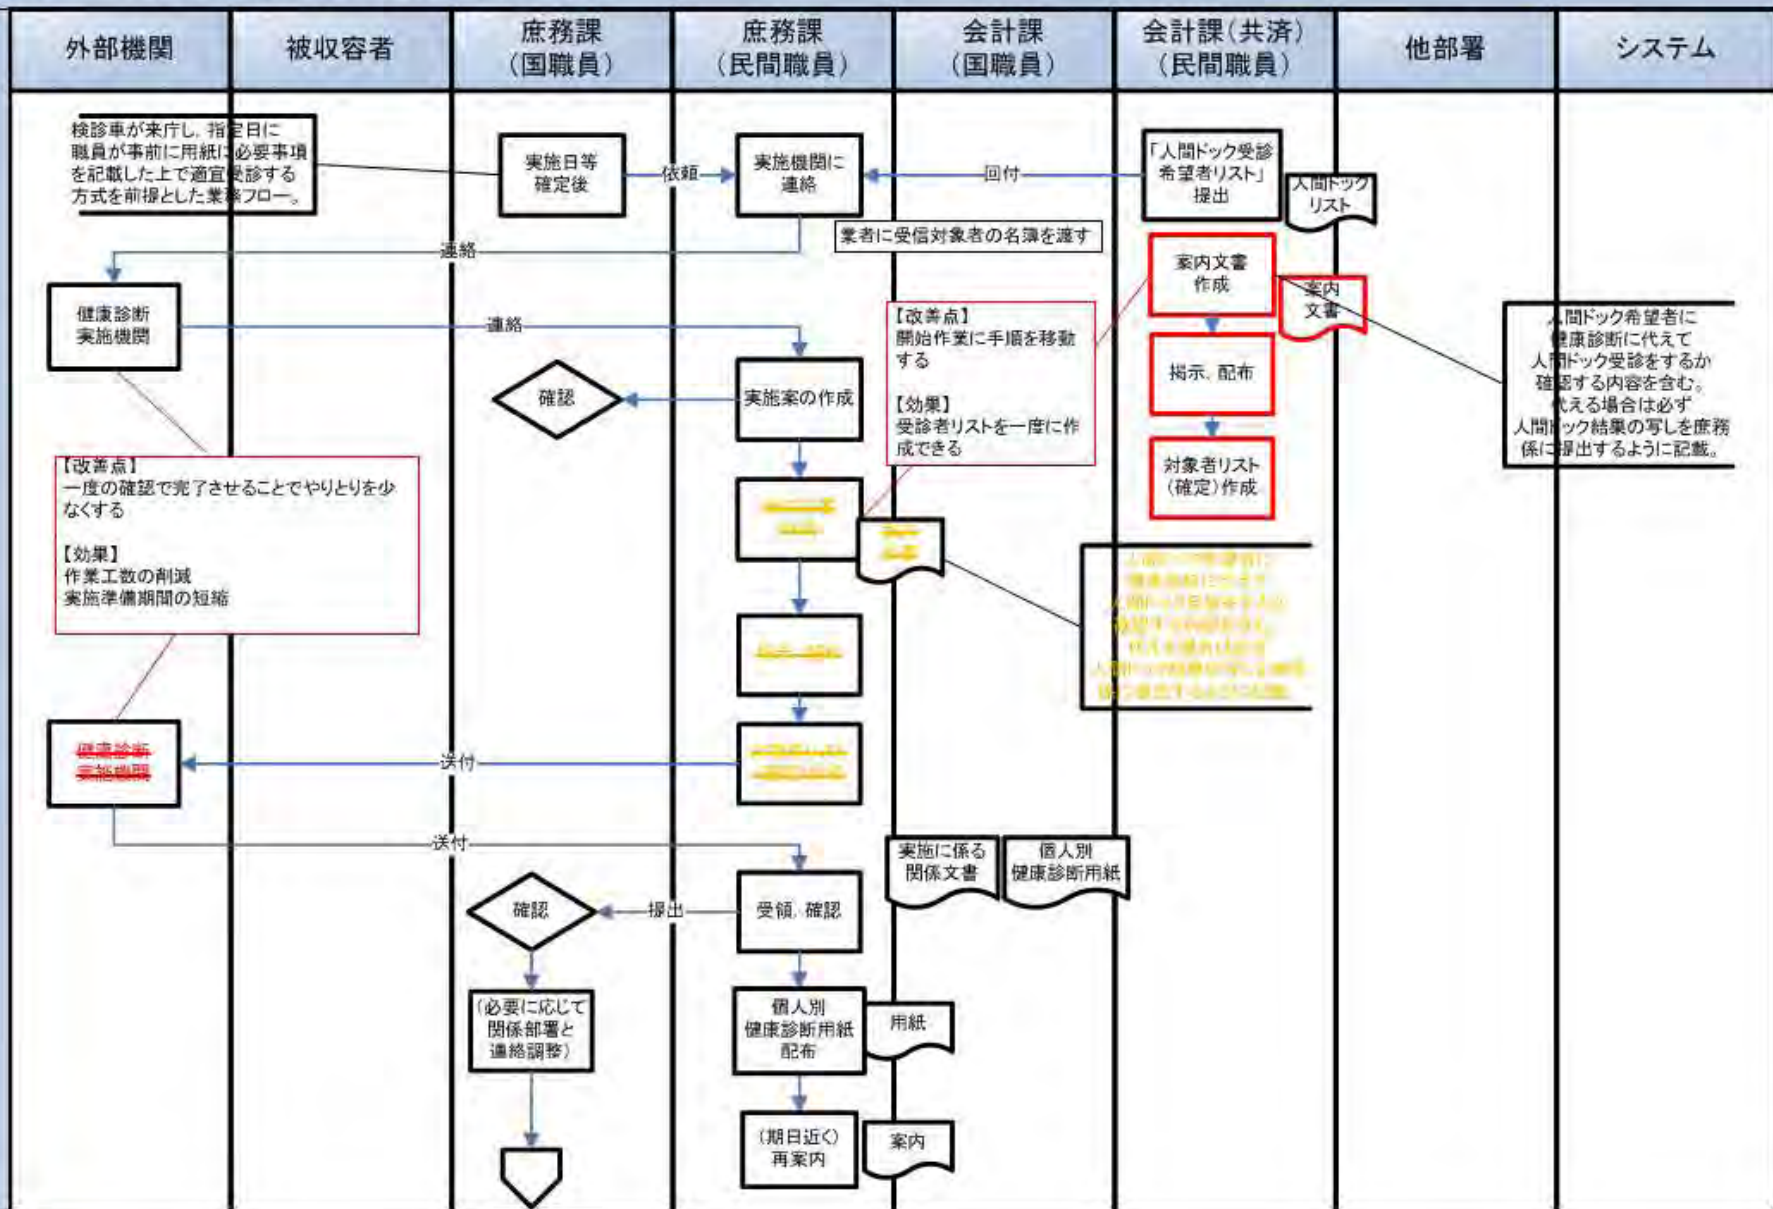 外部機関
被収容者
庶務課
（国職員）
庶務課
（民間職員）
会計課
（国職員）
会計課（共済）
（民間職員）
他部署
システム
検診車が来庁し、指定日に
職員が事前に用紙に必要事項
を記載した上で適宜受診する
方式を前提とした業務フロー。
実施日等
確定後
依頼
実施機関に
連絡
回付
「人間ドック受診
希望者リスト」
提出
人間ドック
リスト
業者に受信対象者の名簿を渡す
連絡
案内文書
作成
案内
文書
健康診断
実施機関
連絡
【改善点】
開始作業に手順を移動
する
【効果】
受診者リストを一度に作
成できる
人間ドック希望者に
健康診断に代えて
人間ドック受診をするか
確認する内容を含む。
代える場合は必ず
人間ドック結果の写しを庶務
係に提出するように記載。
確認
実施案の作成
掲示、配布
対象者リスト
（確定）作成
【改善点】
一度の確認で完了させることでやりとりを少
なくする
【効果】
作業工数の削減
実施準備期間の短縮
健康診断
実施機関
送付
送付
実施に係る
関係文書
個人別
健康診断用紙
確認
提出
受領、確認
（必要に応じて
関係部署と
連絡調整）
個人別
健康診断用紙
配布
用紙
（期日近く）
再案内
案内